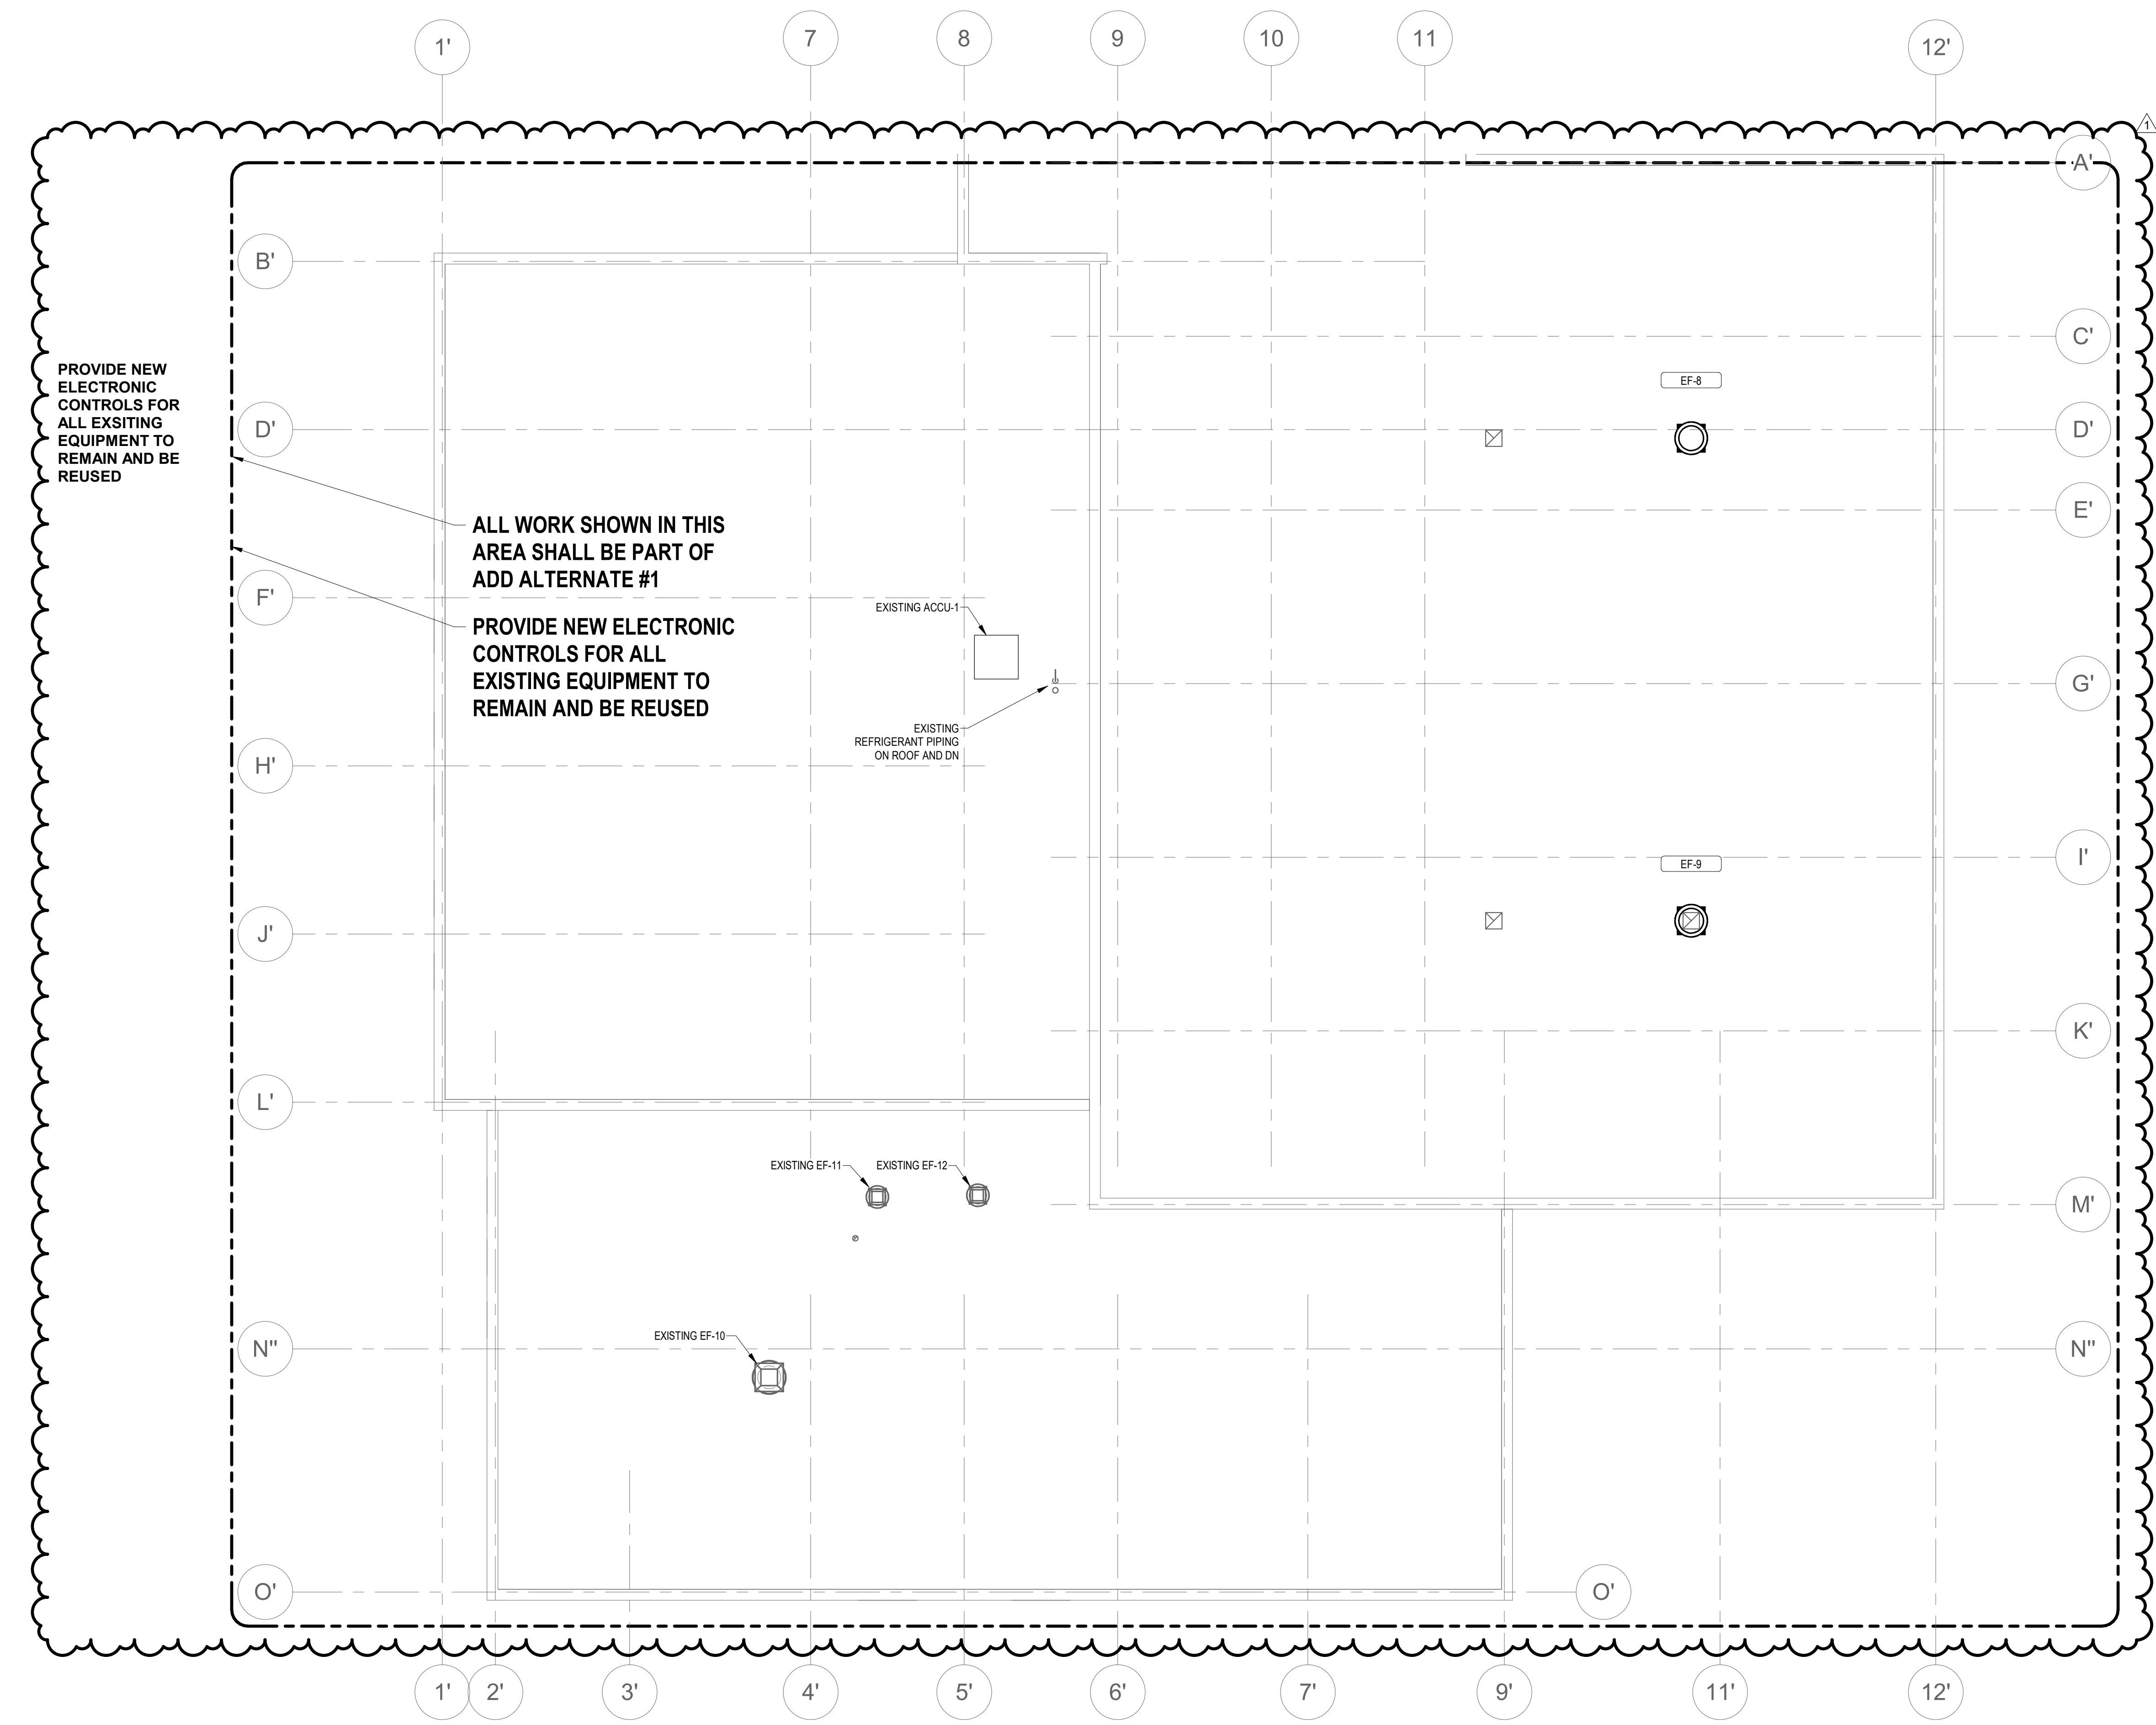 1'
7
8
9
10
11
12'
1
A'
B'
C'
PROVIDE NEW
ELECTRONIC
CONTROLS FOR
ALL EXSITING
EQUIPMENT TO
REMAIN AND BE
REUSED
EF-8
D'
D'
E'
ALL WORK SHOWN IN THIS
AREA SHALL BE PART OF
ADD ALTERNATE #1
F'
EXISTING ACCU-1
PROVIDE NEW ELECTRONIC
CONTROLS FOR ALL
EXISTING EQUIPMENT TO
REMAIN AND BE REUSED
G'
EXISTING
REFRIGERANT PIPING
ON ROOF AND DN
H'
EF-9
I'
J'
K'
L'
EXISTING EF-11
EXISTING EF-12
M'
EXISTING EF-10
N"
N"
O'
O'
1'
2'
3'
4'
5'
6'
7'
9'
11'
12'